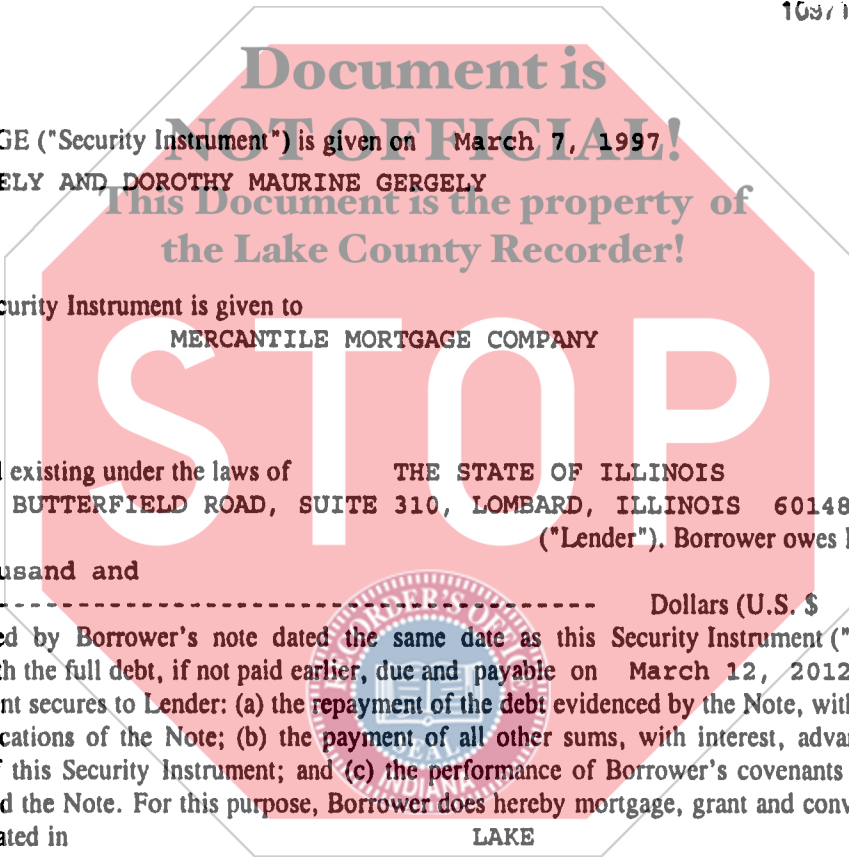 Document is
GE ("Security Instrument") is given on March 7, 1997
NOT OFFICIAL!
ELY AND DOROTHY MAURINE GERGELY
This Document is the property of
the Lake County Recorder!
curity Instrument is given to
MERCANTILE MORTGAGE COMPANY
STOP
existing under the laws of THE STATE OF ILLINOIS
BUTTERFIELD ROAD, SUITE 310, LOMBARD, ILLINOIS 60148
("Lender"). Borrower owes
usand and
------------------------------------- Dollars (U.S. $
ed by Borrower's note dated the same date as this Security Instrument ("
th the full debt, if not paid earlier, due and payable on March 12, 2012
nt secures to Lender: (a) the repayment of the debt evidenced by the Note, with
cations of the Note; (b) the payment of all other sums, with interest, advan
f this Security Instrument; and (c) the performance of Borrower's covenants
d the Note. For this purpose, Borrower does hereby mortgage, grant and conv
ated in LAKE
RECORDER'S OFFICE
SEAL
INDIANA